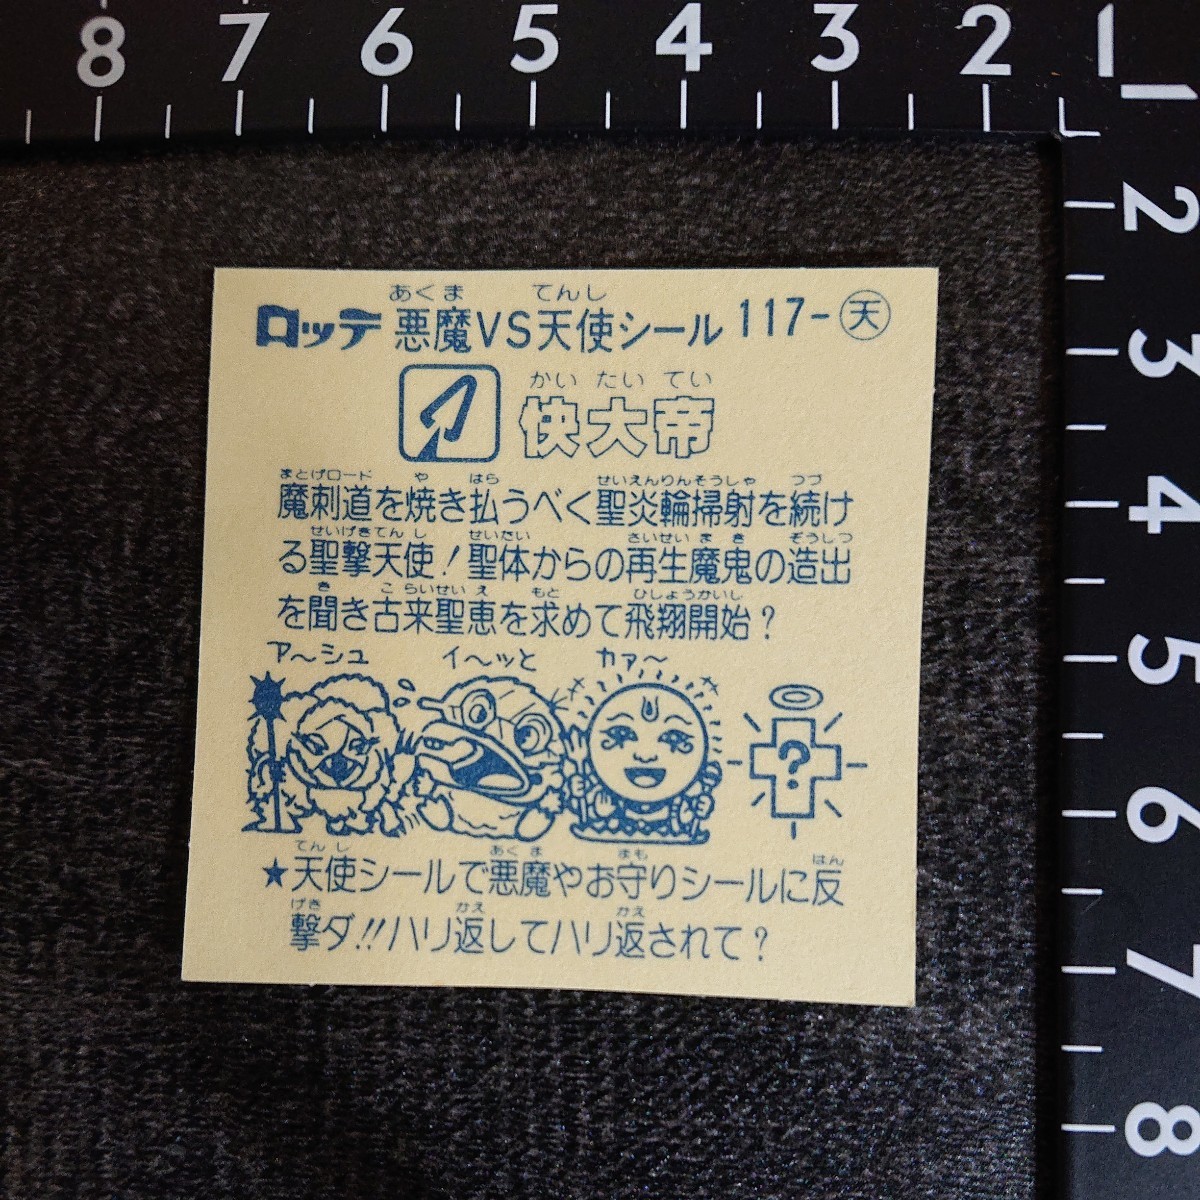 8 7 6 5 4 3 2 1
あくま てんし
ロッテ 悪魔VS天使シール 117-天
かいたいてい
快大帝
まとげロード や はら せいえんりんそうしゃ つづ
魔刺道を焼き払うべく聖炎輪掃射を続け
せいげきてんし せいたい さいせいまき ぞうしつ
る聖撃天使!聖体からの再生魔鬼の造出
き こらいせいえ もと ひしょうかいし
を聞き古来聖恵を求めて飛翔開始?
ア〜シュ イ〜ッと カァ〜
?
てんし あくま まも はん
★天使シールで悪魔やお守りシールに反
げき かえ かえ
撃ダ!!ハリ返してハリ返されて?
1
2
3
4
5
6
7
8